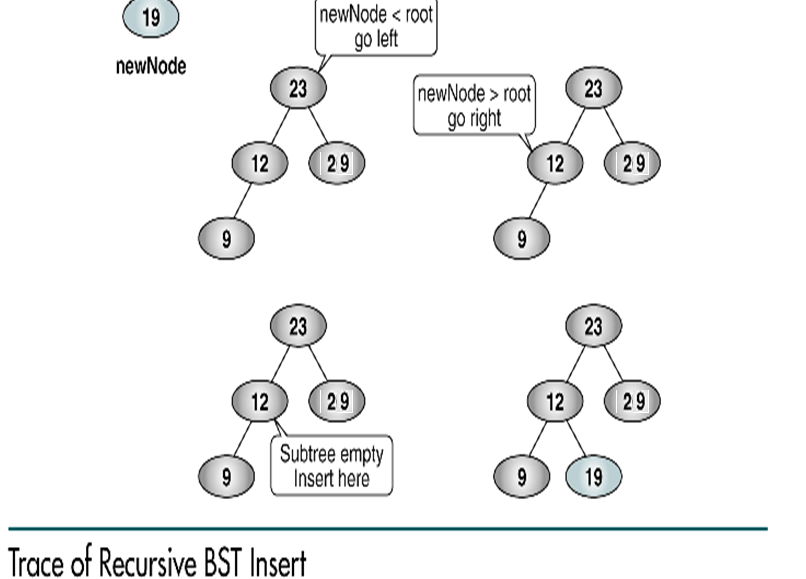 19
newNode
newNode < root
go left
23
12
29
9
newNode > root
go right
23
12
29
9
23
12
29
9
Subtree empty
Insert here
23
12
29
9
19
Trace of Recursive BST Insert